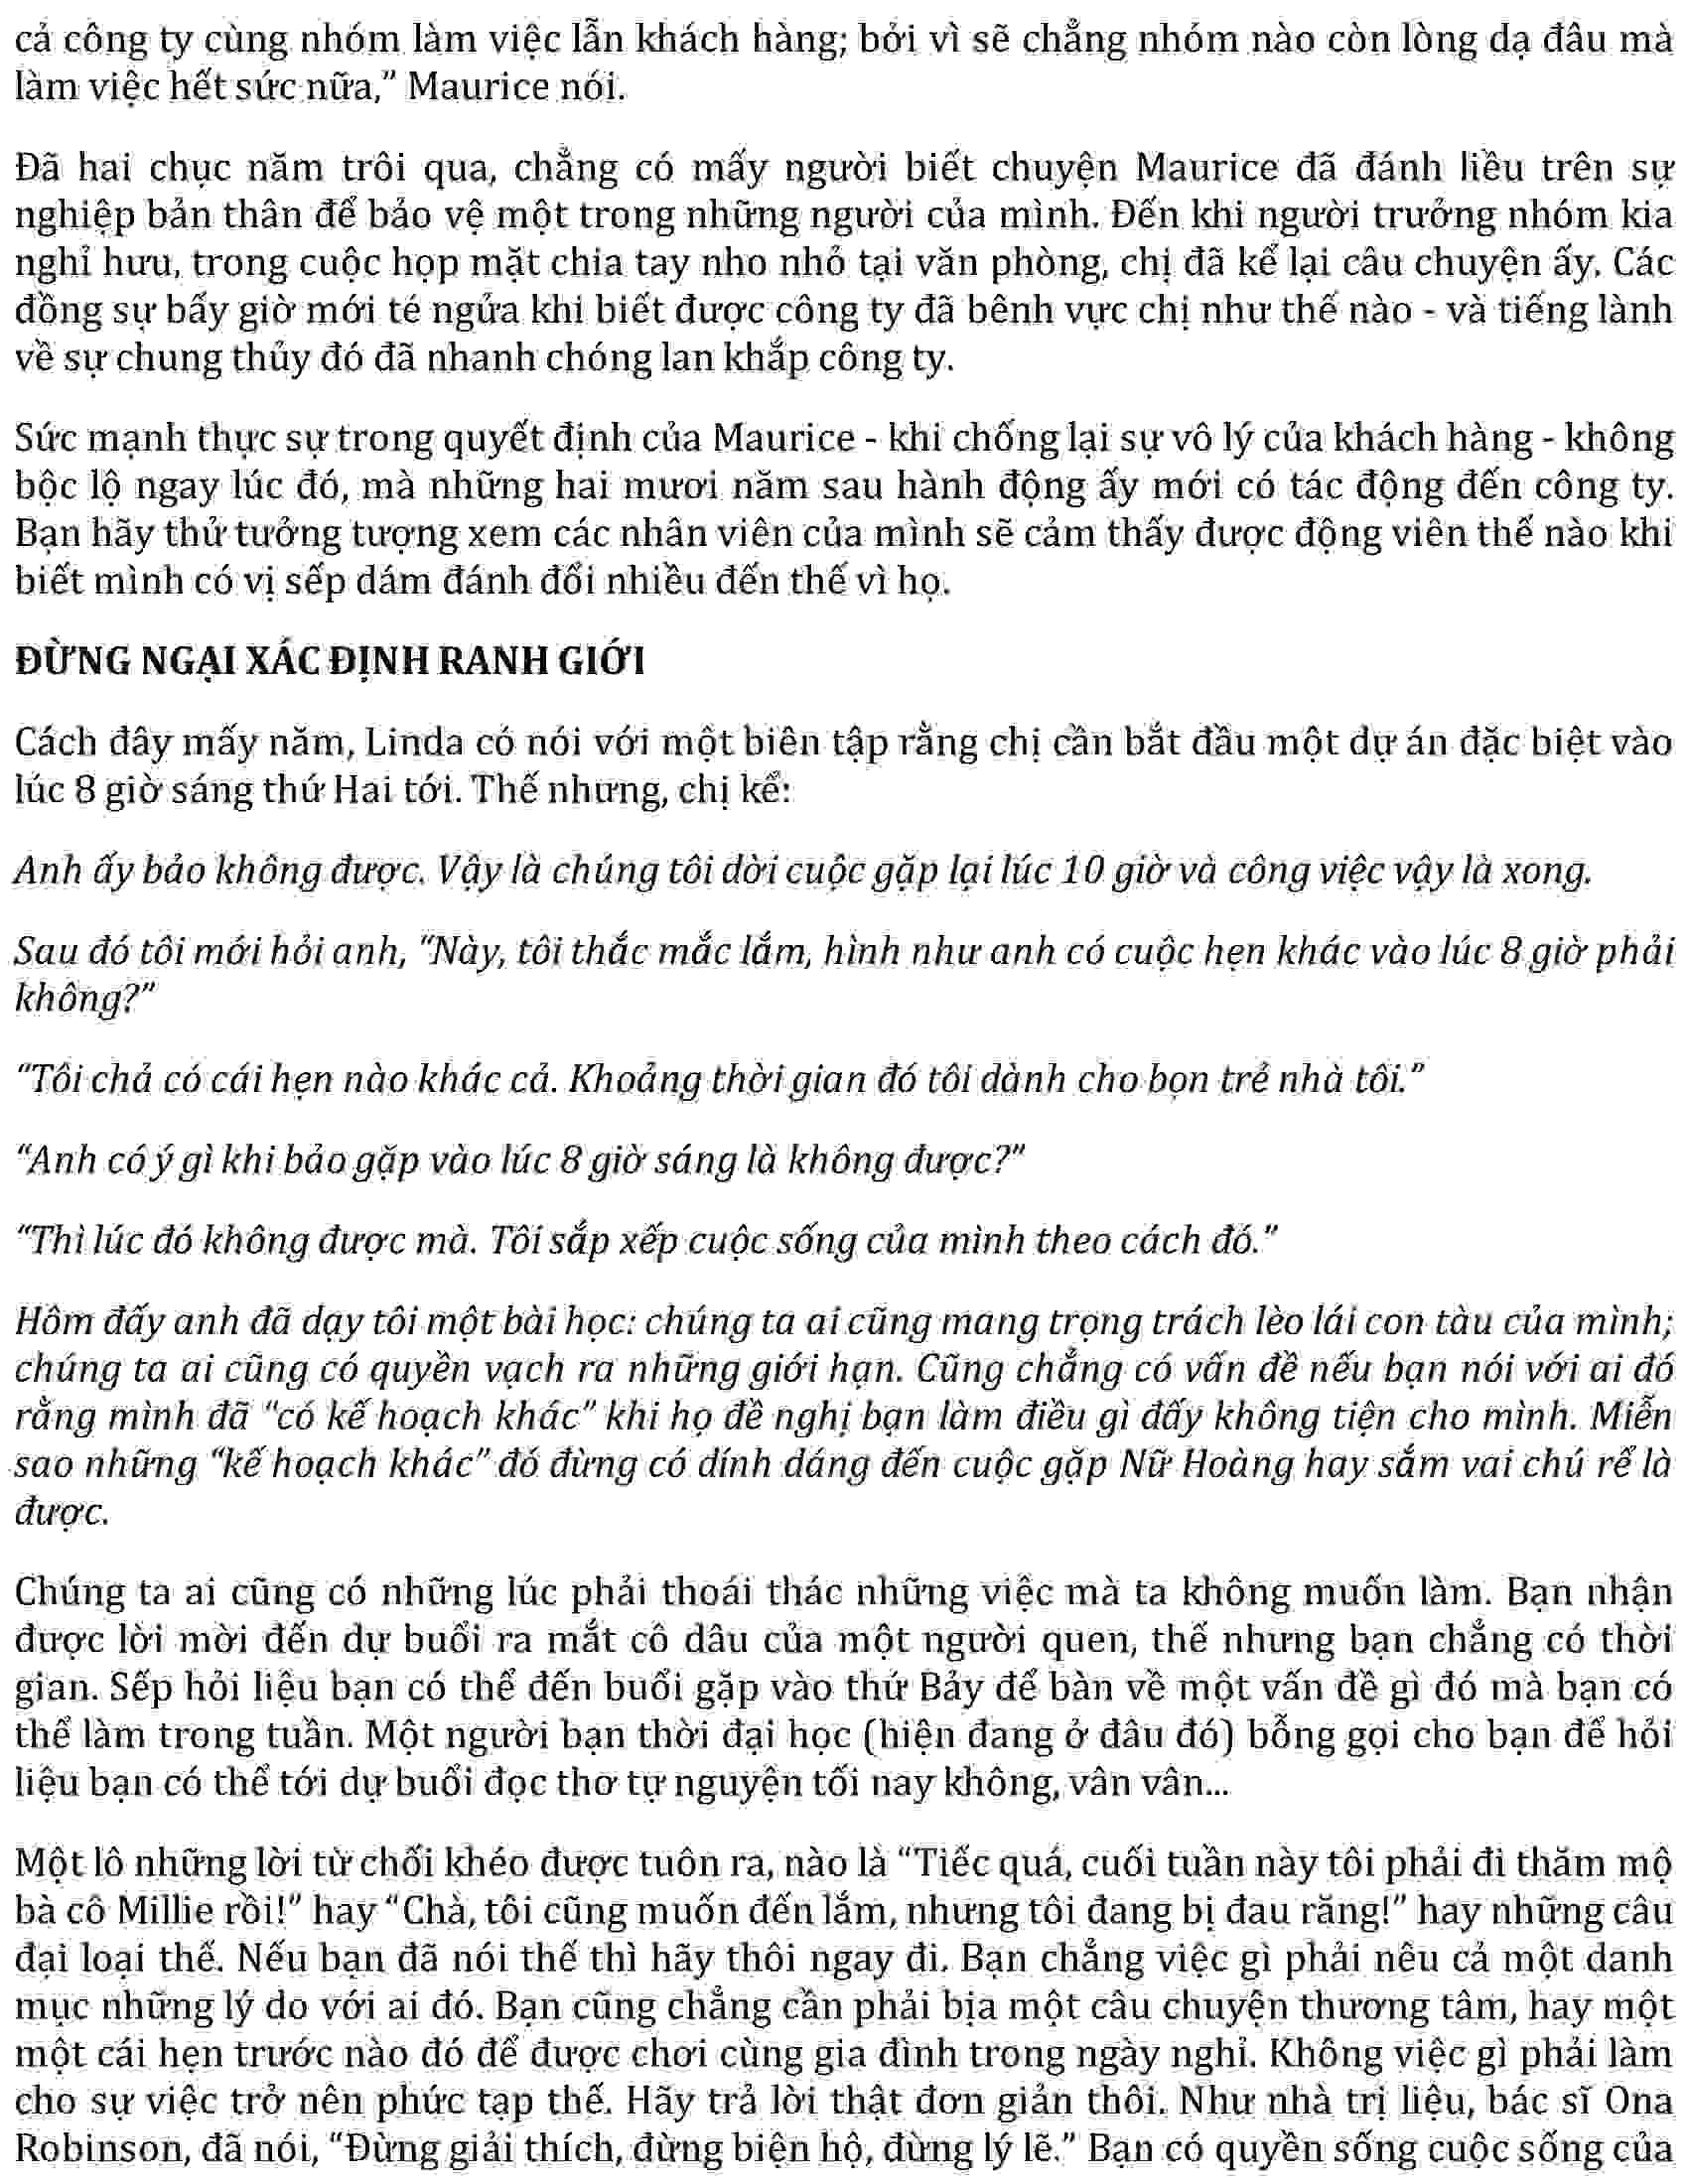 cả công ty cùng nhóm làm việc lẫn khách hàng; bởi vì sẽ chẳng nhóm nào còn lòng dạ đâu mà
làm việc hết sức nữa,” Maurice nói.
Đã hai chục năm trôi qua, chẳng có mấy người biết chuyện Maurice đã đánh liều trên sự
nghiệp bản thân để bảo vệ một trong những người của mình. Đến khi người trưởng nhóm kia
nghỉ hưu, trong cuộc họp mặt chia tay nho nhỏ tại văn phòng, chị đã kể lại câu chuyện ấy. Các
đồng sự bấy giờ mới té ngửa khi biết được công ty đã bênh vực chị như thế nào - và tiếng lành
về sự chung thủy đó đã nhanh chóng lan khắp công ty.
Sức mạnh thực sự trong quyết định của Maurice - khi chống lại sự vô lý của khách hàng - không
bộc lộ ngay lúc đó, mà những hai mươi năm sau hành động ấy mới có tác động đến công ty.
Bạn hãy thử tưởng tượng xem các nhân viên của mình sẽ cảm thấy được động viên thế nào khi
biết mình có vị sếp dám đánh đổi nhiều đến thế vì họ.
ĐỪNG NGẠI XÁC ĐỊNH RANH GIỚI
Cách đây mấy năm, Linda có nói với một biên tập rằng chị cần bắt đầu một dự án đặc biệt vào
lúc 8 giờ sáng thứ Hai tới. Thế nhưng, chị kể:
Anh ấy bảo không được. Vậy là chúng tôi dời cuộc gặp lại lúc 10 giờ và công việc vậy là xong.
Sau đó tôi mới hỏi anh, “Này, tôi thắc mắc lắm, hình như anh có cuộc hẹn khác vào lúc 8 giờ phải
không?”
“Tôi chả có cái hẹn nào khác cả. Khoảng thời gian đó tôi dành cho bọn trẻ nhà tôi.”
“Anh có ý gì khi bảo gặp vào lúc 8 giờ sáng là không được?”
“Thì lúc đó không được mà. Tôi sắp xếp cuộc sống của mình theo cách đó.”
Hôm đấy anh đã dạy tôi một bài học: chúng ta ai cũng mang trọng trách lèo lái con tàu của mình;
chúng ta ai cũng có quyền vạch ra những giới hạn. Cũng chẳng có vấn đề nếu bạn nói với ai đó
rằng mình đã “có kế hoạch khác” khi họ đề nghị bạn làm điều gì đấy không tiện cho mình. Miễn
sao những “kế hoạch khác” đó đừng có dính dáng đến cuộc gặp Nữ Hoàng hay sắm vai chú rể là
được.
Chúng ta ai cũng có những lúc phải thoái thác những việc mà ta không muốn làm. Bạn nhận
được lời mời đến dự buổi ra mắt cô dâu của một người quen, thế nhưng bạn chẳng có thời
gian. Sếp hỏi liệu bạn có thể đến buổi gặp vào thứ Bảy để bàn về một vấn đề gì đó mà bạn có
thể làm trong tuần. Một người bạn thời đại học (hiện đang ở đâu đó) bỗng gọi cho bạn để hỏi
liệu bạn có thể tới dự buổi đọc thơ tự nguyện tối nay không, vân vân...
Một lô những lời từ chối khéo được tuôn ra, nào là “Tiếc quá, cuối tuần này tôi phải đi thăm mộ
bà cô Millie rồi!” hay “Chà, tôi cũng muốn đến lắm, nhưng tôi đang bị đau răng!” hay những câu
đại loại thế. Nếu bạn đã nói thế thì hãy thôi ngay đi. Bạn chẳng việc gì phải nêu cả một danh
mục những lý do với ai đó. Bạn cũng chẳng cần phải bịa một câu chuyện thương tâm, hay một
một cái hẹn trước nào đó để được chơi cùng gia đình trong ngày nghỉ. Không việc gì phải làm
cho sự việc trở nên phức tạp thế. Hãy trả lời thật đơn giản thôi. Như nhà trị liệu, bác sĩ Ona
Robinson, đã nói, “Đừng giải thích, đừng biện hộ, đừng lý lẽ.” Bạn có quyền sống cuộc sống của